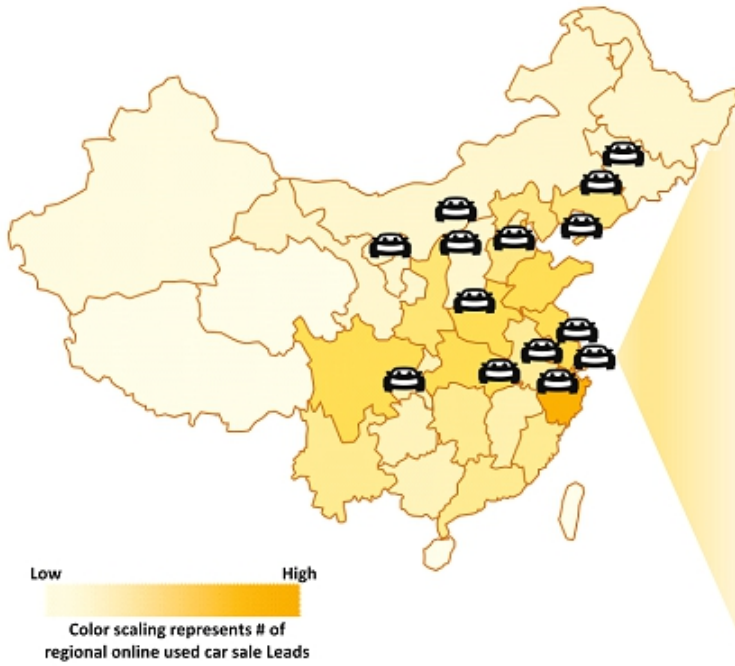 Low High
Color scaling represents # of
regional online used car sale Leads